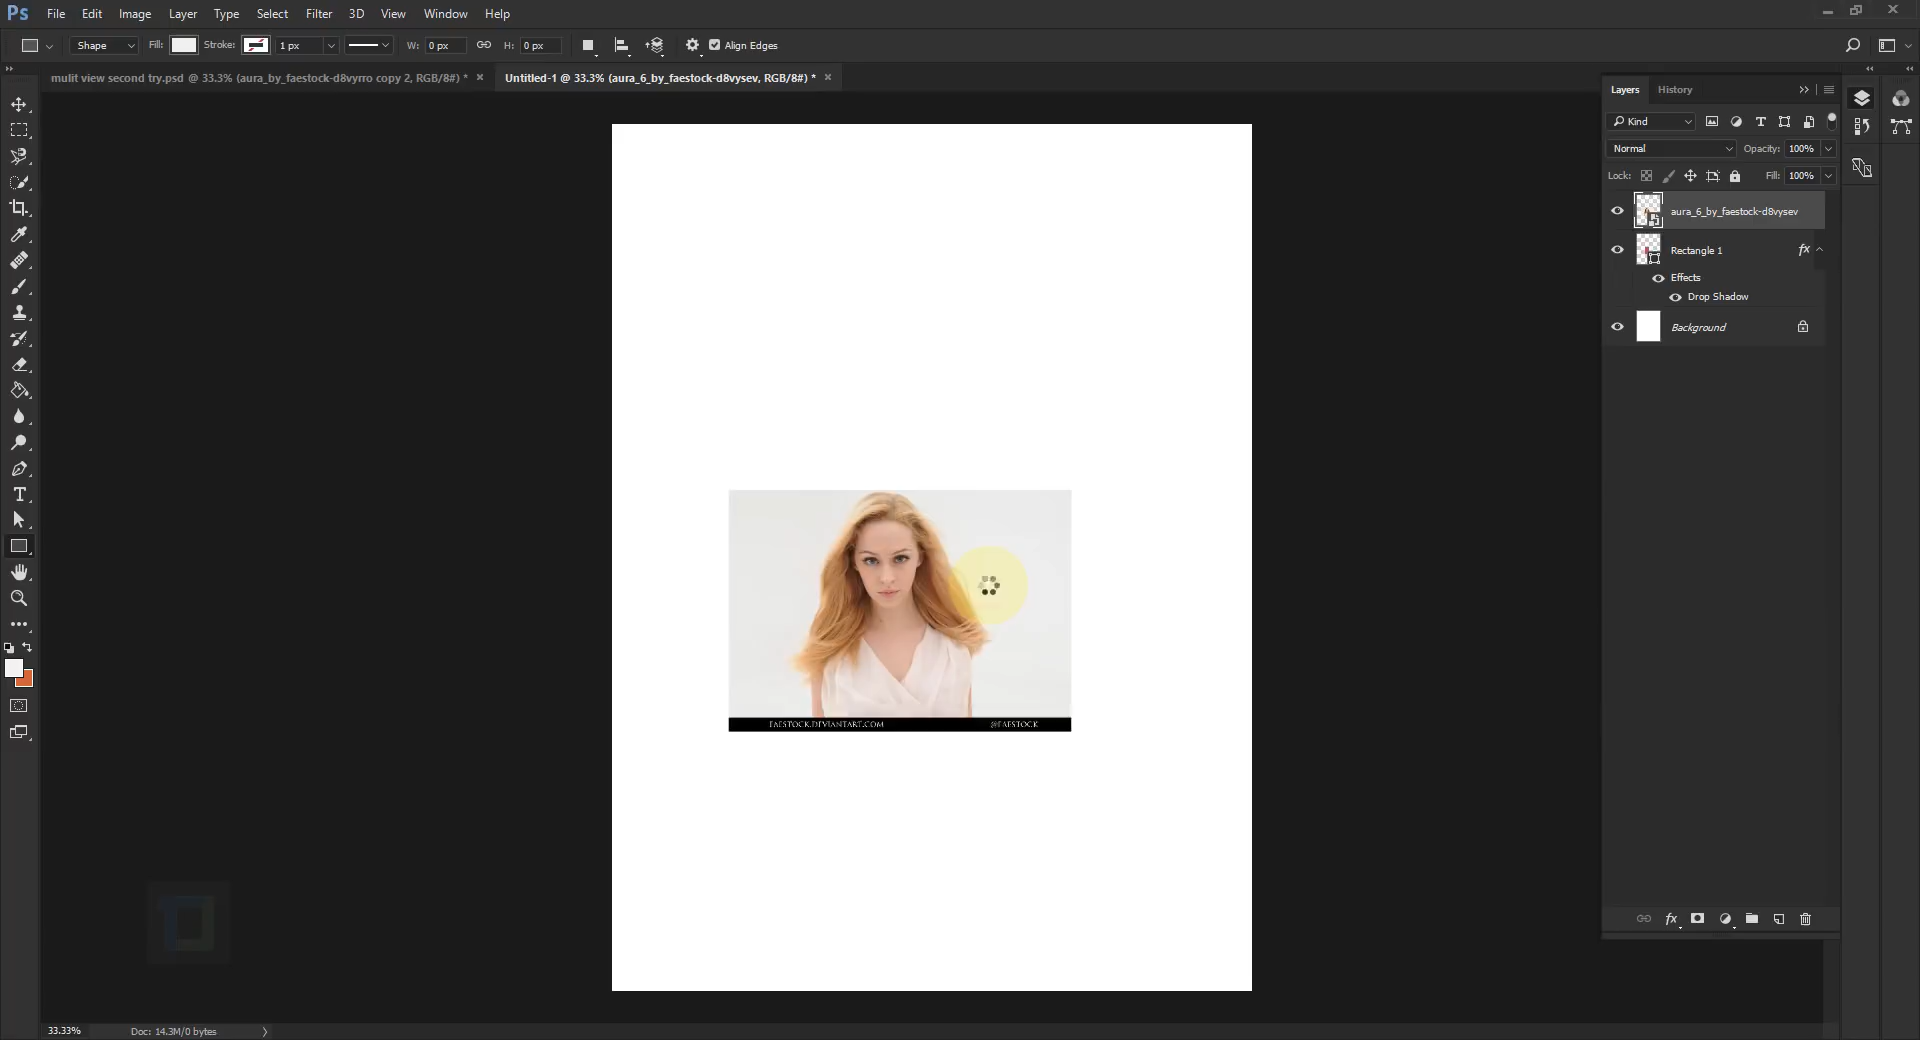 Ps File Edit Image Layer Type Select Filter 3D View Window Help
Shape Fill: Stroke: 1 px W: 0 px H: 0 px Align Edges
mulit view second try.psd @ 33.3% (aura_by_faestock-d8vyrro copy 2, RGB/8#) * × Untitled-1 @ 33.3% (aura_6_by_faestock-d8vysev, RGB/8#) * ×
Layers History
Kind
Normal Opacity: 100%
Lock: Fill: 100%
aura_6_by_faestock-d8vysev
Rectangle 1 fx
Effects
Drop Shadow
Background
FAESTOCK.DEVIANTART.COM @FAESTOCK
fx
33.33% Doc: 14.3M/0 bytes